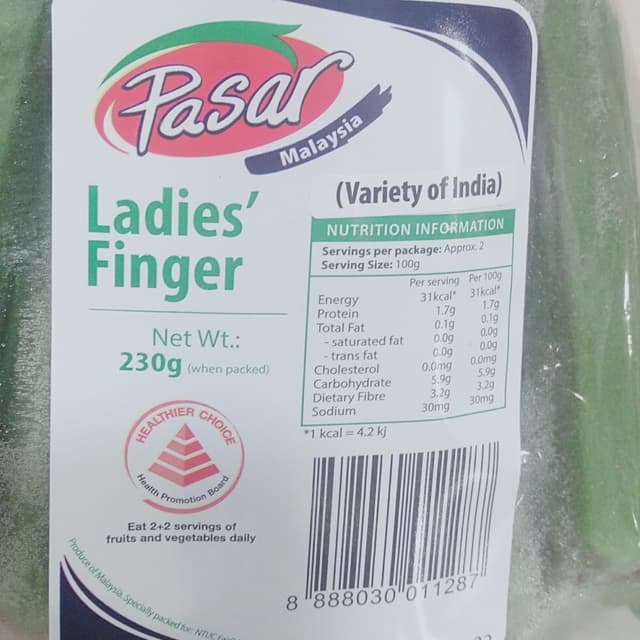 Pasar
Malaysia
Ladies'
Finger
Net Wt.:
230g (when packed)
HEALTHIER CHOICE
Health Promotion Board
Eat 2+2 servings of
fruits and vegetables daily
Produce of Malaysia. Specially packed for NTUC
(Variety of India)
NUTRITION INFORMATION
Servings per package: Approx. 2
Serving Size: 100g
Per serving Per 100g
Energy 31kcal* 31kcal*
Protein 1.7g 1.7g
Total Fat 0.1g 0.1g
- saturated fat 0.0g 0.0g
- trans fat 0.0g 0.0g
Cholesterol 0.0mg 0.0mg
Carbohydrate 5.9g 5.9g
Dietary Fibre 3.2g 3.2g
Sodium 30mg 30mg
*1 kcal = 4.2 kj
8 888030 011287